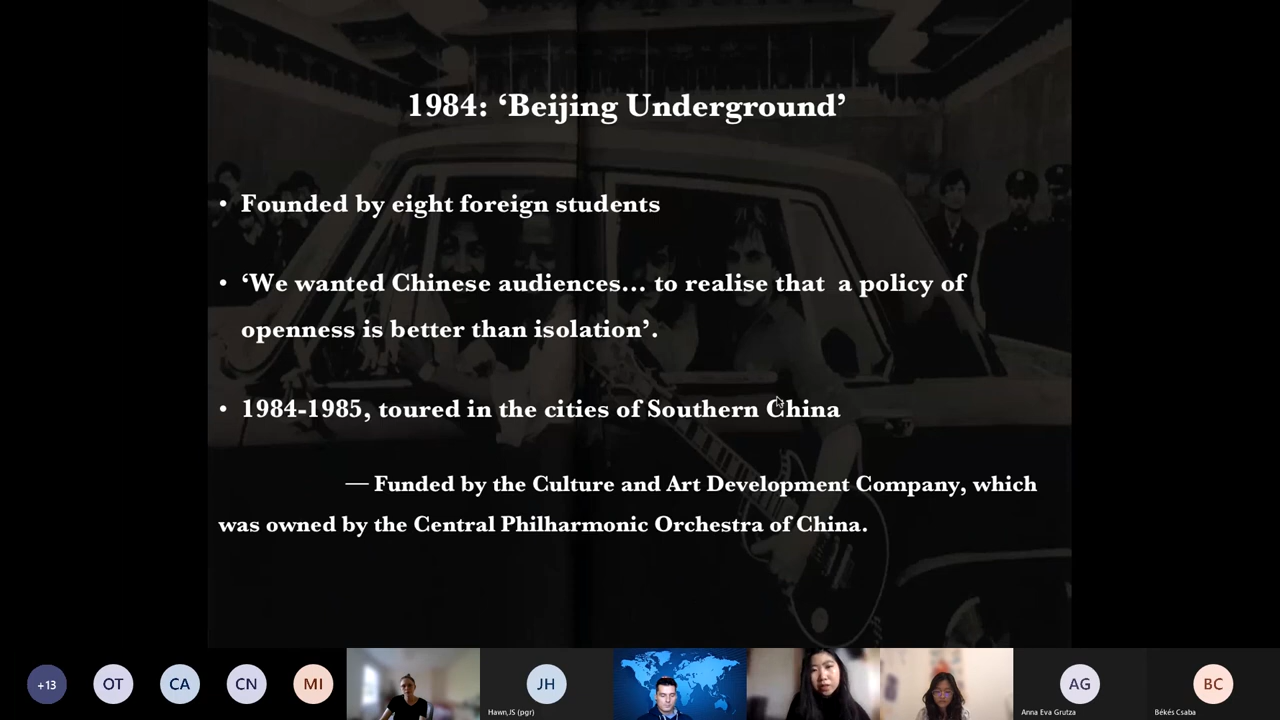 1984: ‘Beijing Underground’
• Founded by eight foreign students
• ‘We wanted Chinese audiences… to realise that a policy of
openness is better than isolation’.
• 1984-1985, toured in the cities of Southern China
— Funded by the Culture and Art Development Company, which
was owned by the Central Philharmonic Orchestra of China.
+13
OT
CA
CN
MI
JH
AG
BC
Hawn,JS (pgr)
Anna Eva Grutza
Békés Csaba